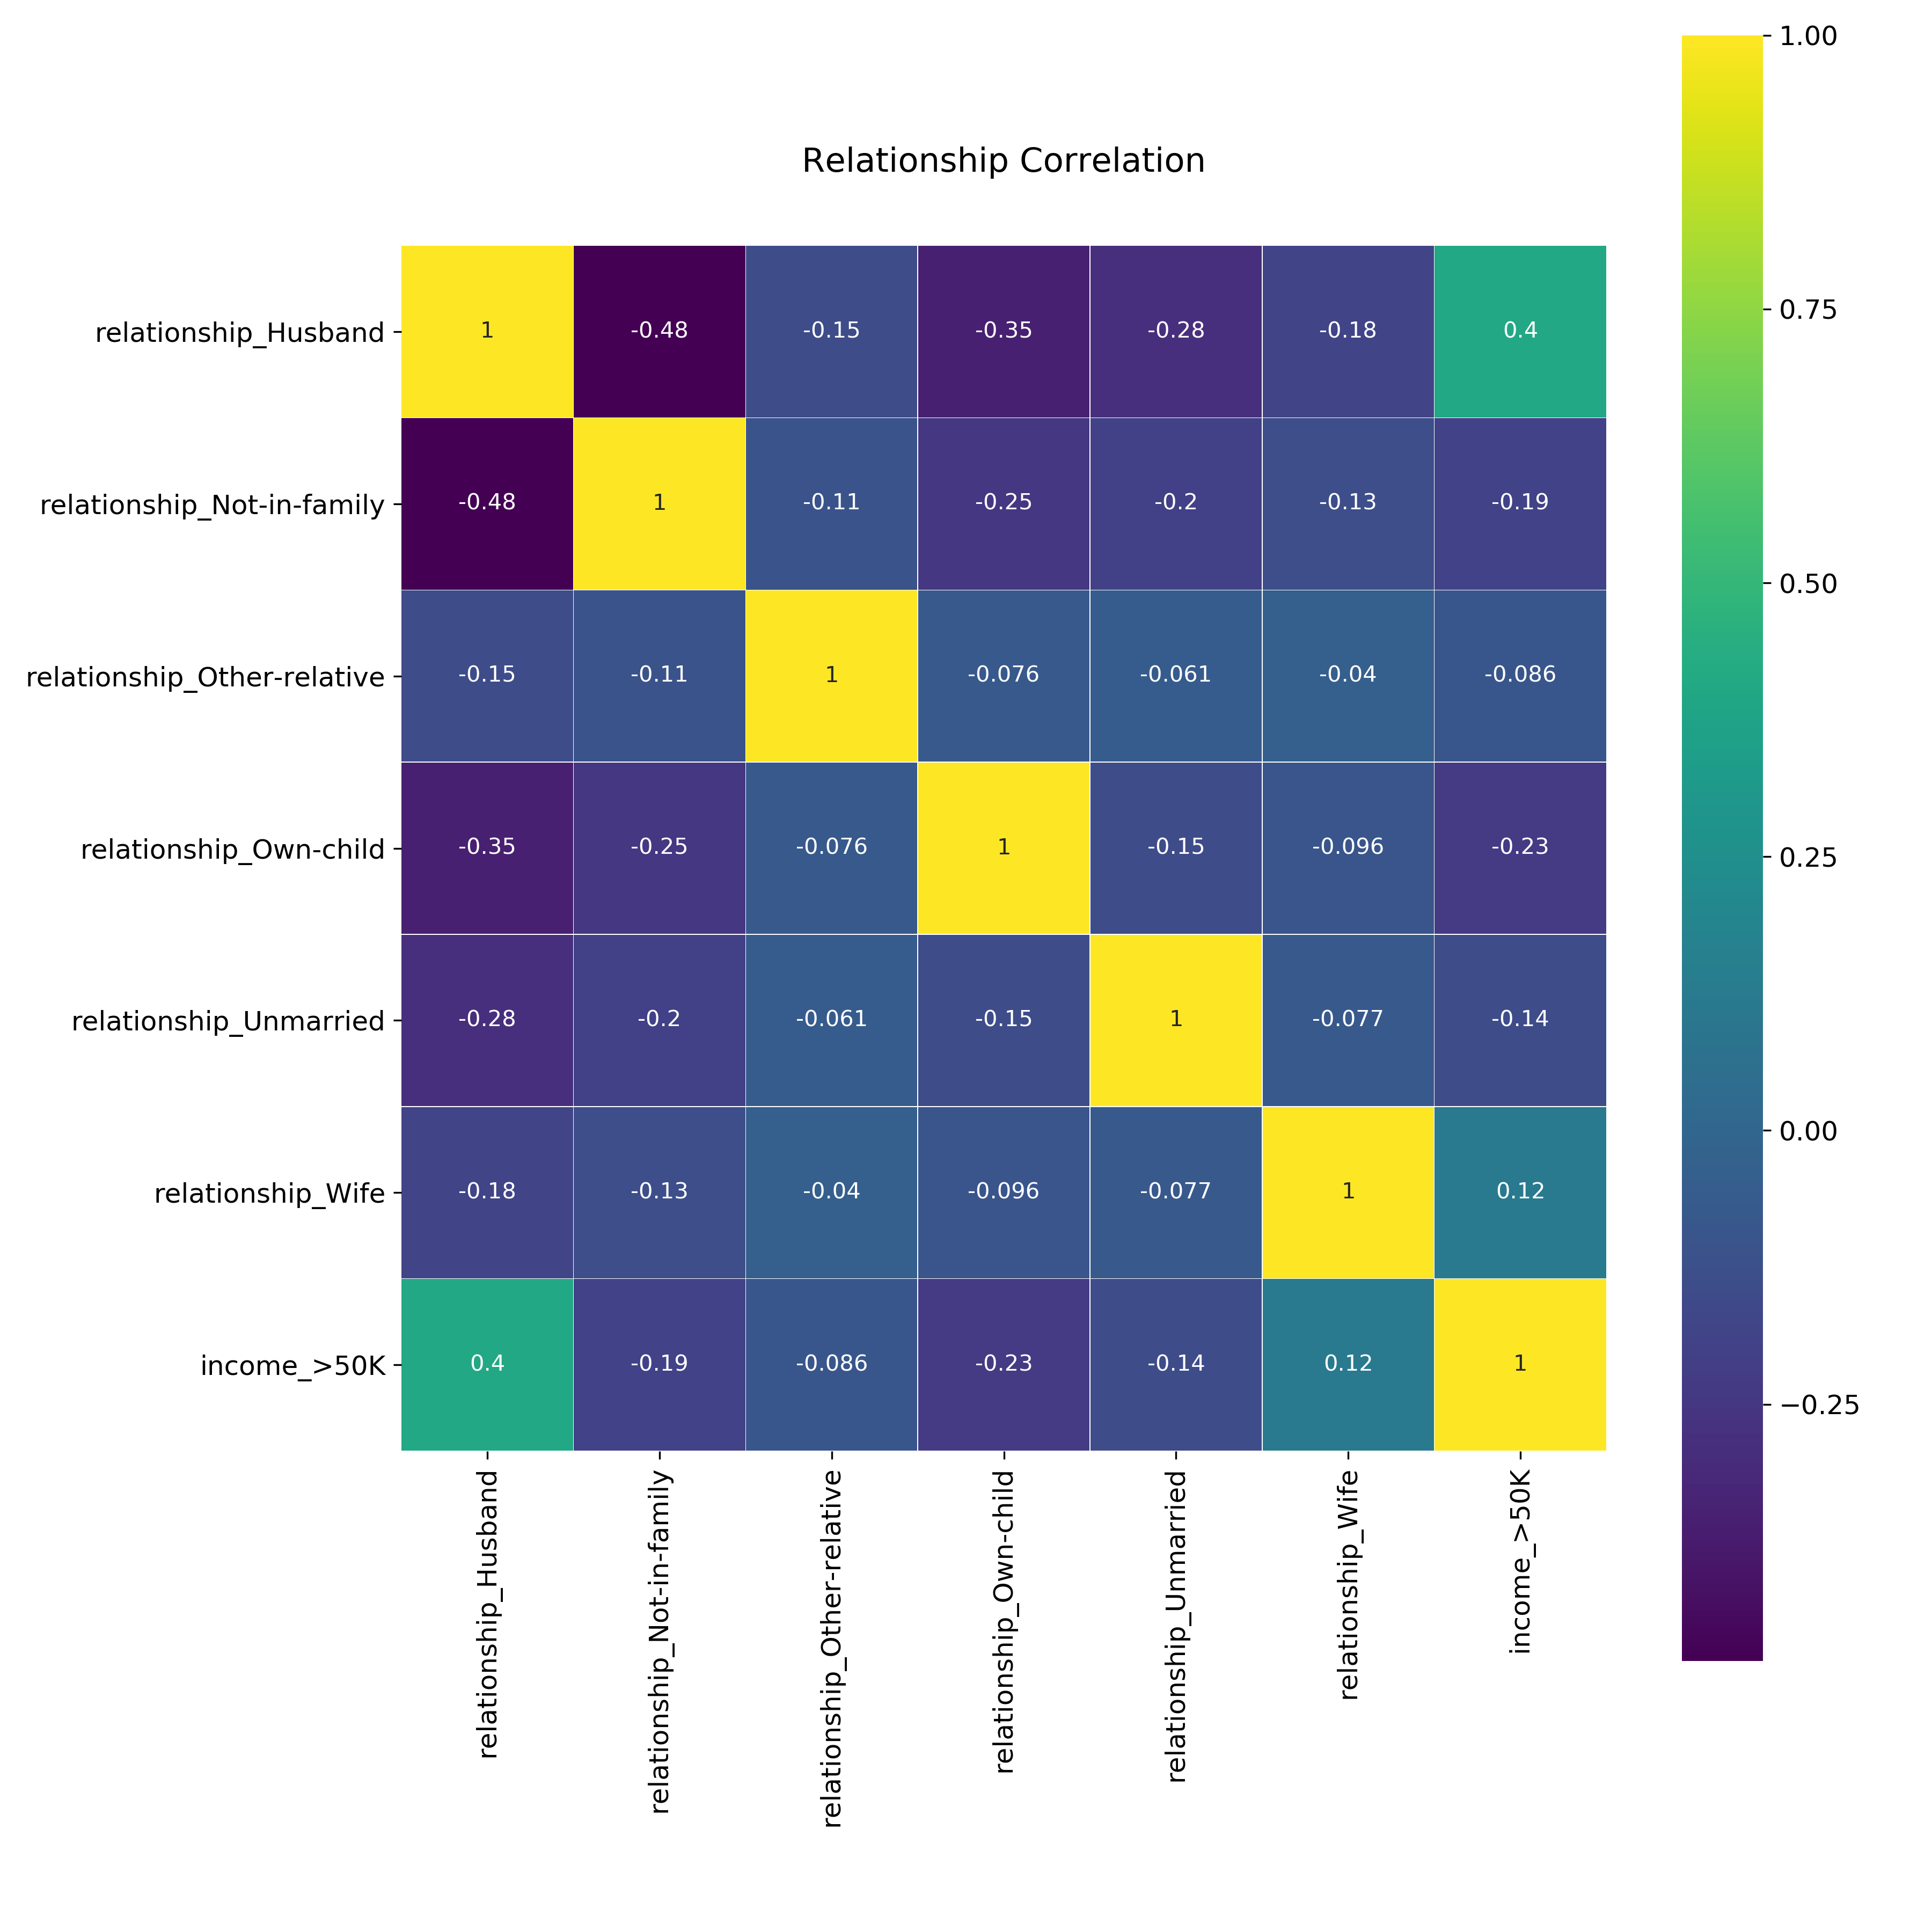 Relationship Correlation
relationship_Husband 1 -0.48 -0.15 -0.35 -0.28 -0.18 0.4
relationship_Not-in-family -0.48 1 -0.11 -0.25 -0.2 -0.13 -0.19
relationship_Other-relative -0.15 -0.11 1 -0.076 -0.061 -0.04 -0.086
relationship_Own-child -0.35 -0.25 -0.076 1 -0.15 -0.096 -0.23
relationship_Unmarried -0.28 -0.2 -0.061 -0.15 1 -0.077 -0.14
relationship_Wife -0.18 -0.13 -0.04 -0.096 -0.077 1 0.12
income_>50K 0.4 -0.19 -0.086 -0.23 -0.14 0.12 1
relationship_Husband
relationship_Not-in-family
relationship_Other-relative
relationship_Own-child
relationship_Unmarried
relationship_Wife
income_>50K
1.00
0.75
0.50
0.25
0.00
−0.25